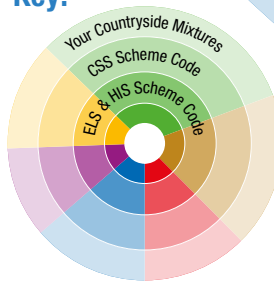 Key:
Your Countryside Mixtures
CSS Scheme Code
ELS & HIS Scheme Code